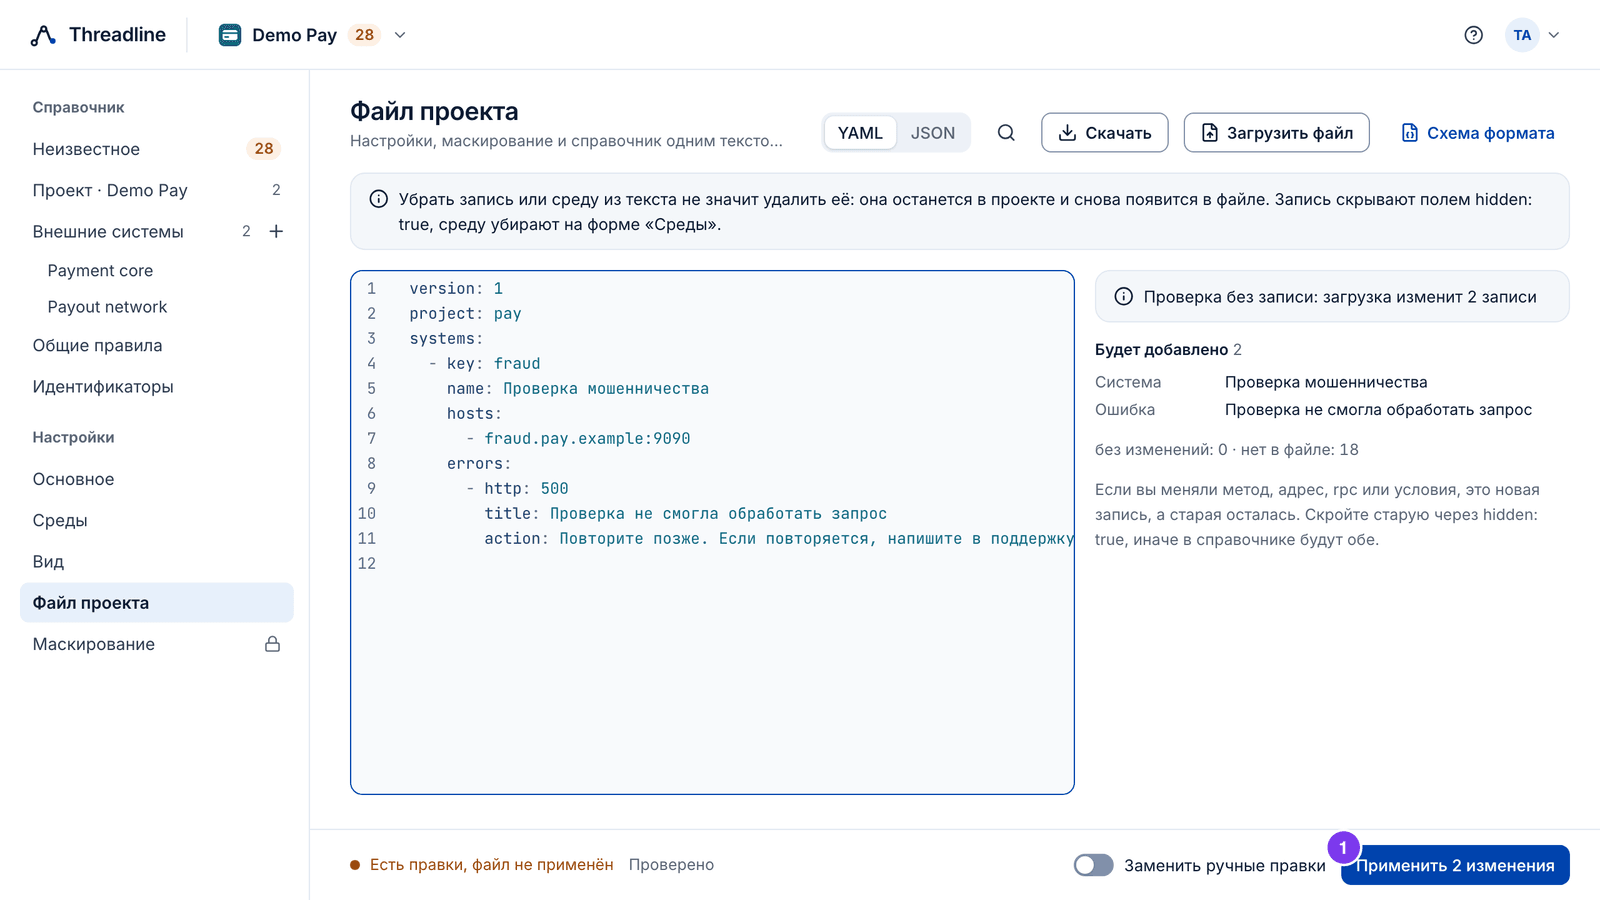 Threadline
Demo Pay 28
TA
Справочник
Неизвестное 28
Проект · Demo Pay 2
Внешние системы 2
Payment core
Payout network
Общие правила
Идентификаторы
Настройки
Основное
Среды
Вид
Файл проекта
Маскирование
Файл проекта
Настройки, маскирование и справочник одним тексто...
YAML JSON
Скачать
Загрузить файл
Схема формата
Убрать запись или среду из текста не значит удалить её: она останется в проекте и снова появится в файле. Запись скрывают полем hidden:
true, среду убирают на форме «Среды».
1 version: 1
2 project: pay
3 systems:
4 - key: fraud
5 name: Проверка мошенничества
6 hosts:
7 - fraud.pay.example:9090
8 errors:
9 - http: 500
10 title: Проверка не смогла обработать запрос
11 action: Повторите позже. Если повторяется, напишите в поддержку
12
Проверка без записи: загрузка изменит 2 записи
Будет добавлено 2
Система Проверка мошенничества
Ошибка Проверка не смогла обработать запрос
без изменений: 0 · нет в файле: 18
Если вы меняли метод, адрес, rpc или условия, это новая
запись, а старая осталась. Скройте старую через hidden:
true, иначе в справочнике будут обе.
Есть правки, файл не применён Проверено
Заменить ручные правки
1
Применить 2 изменения